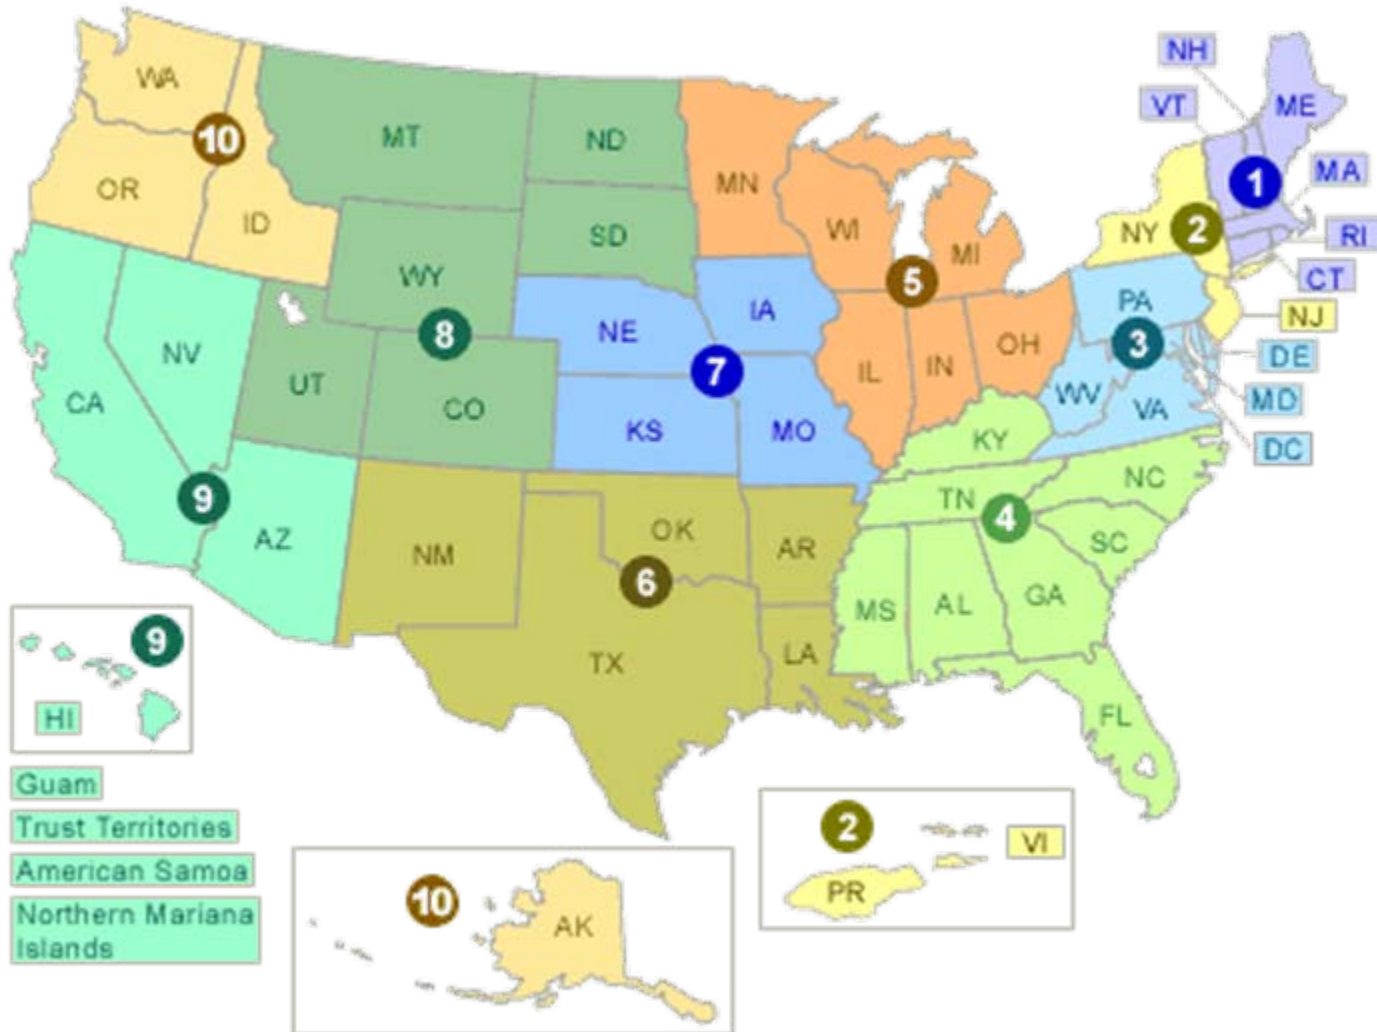 NH
WA
ME
VT
10
MT
ND
MA
MN
1
OR
ID
WI
NY
2
RI
SD
MI
WY
5
CT
PA
IA
NJ
NE
8
3
OH
DE
NV
IN
7
IL
UT
WV
MD
CA
CO
VA
KS
MO
KY
DC
NC
9
TN
4
OK
AZ
NM
AR
SC
6
GA
MS
AL
9
LA
TX
HI
FL
Guam
Trust Territories
2
VI
American Samoa
PR
10
Northern Mariana
Islands
AK